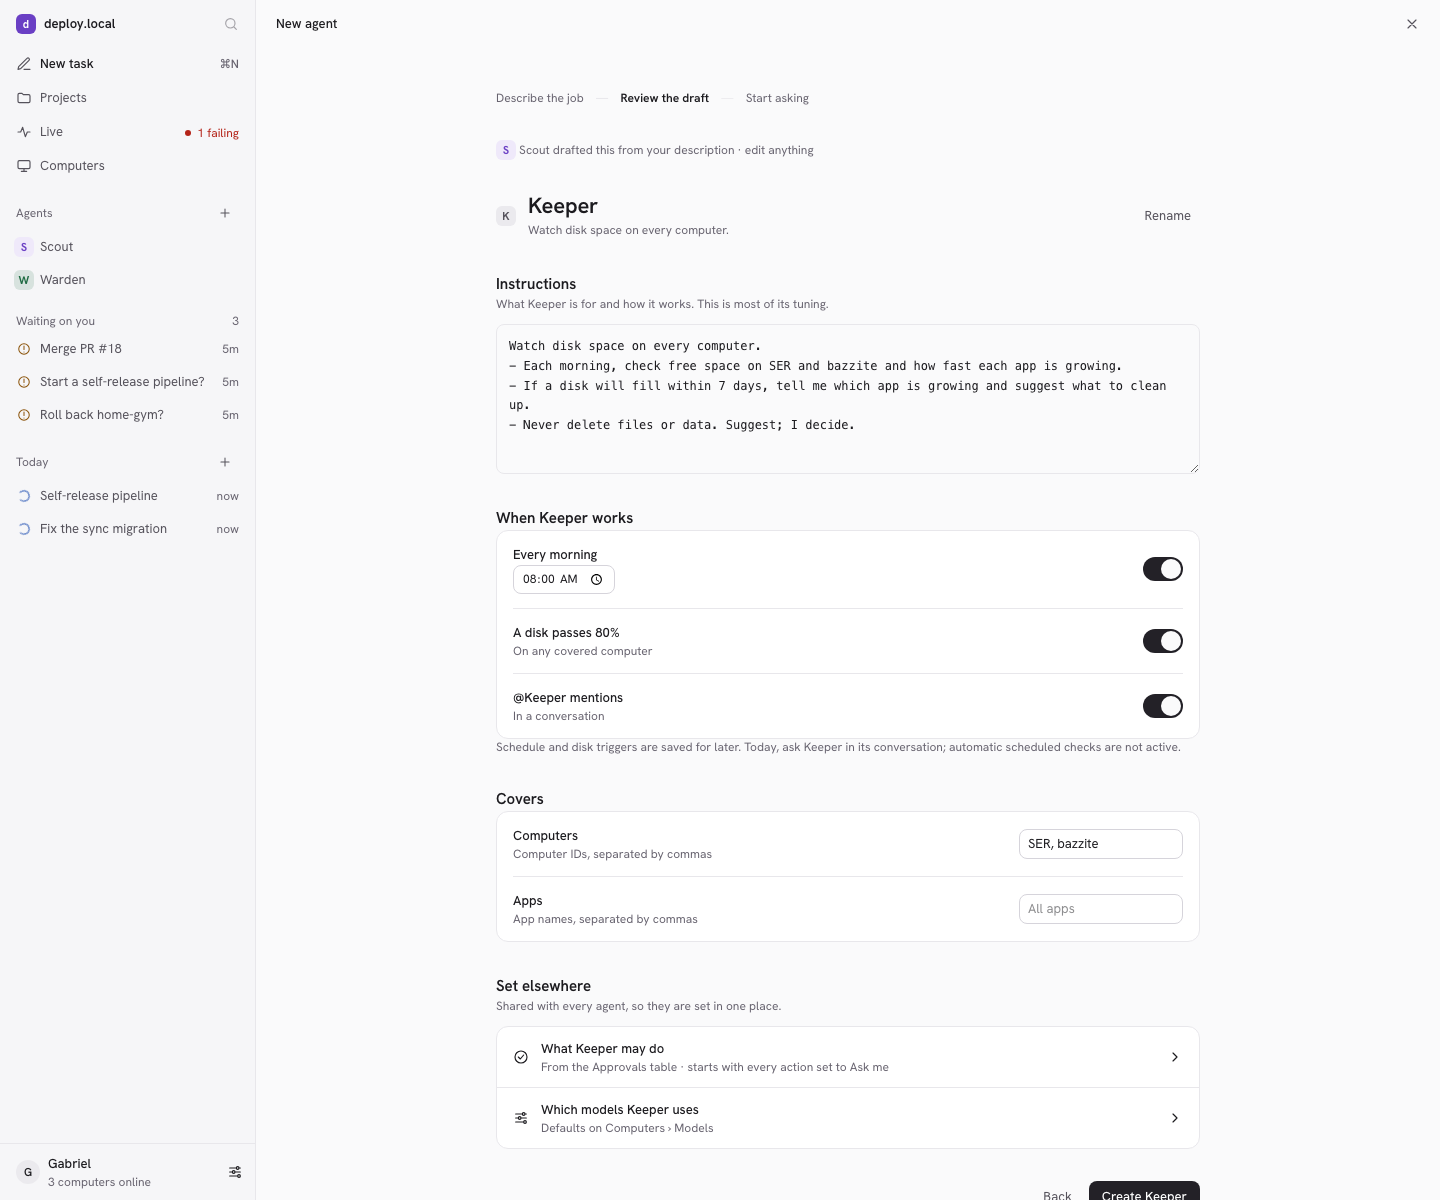 d deploy.local
New task ⌘N
Projects
Live 1 failing
Computers
Agents
S Scout
W Warden
Waiting on you 3
Merge PR #18 5m
Start a self-release pipeline? 5m
Roll back home-gym? 5m
Today
Self-release pipeline now
Fix the sync migration now
G Gabriel
3 computers online
New agent
Describe the job — Review the draft — Start asking
S Scout drafted this from your description · edit anything
K Keeper
Watch disk space on every computer.
Rename
Instructions
What Keeper is for and how it works. This is most of its tuning.
Watch disk space on every computer.
– Each morning, check free space on SER and bazzite and how fast each app is growing.
– If a disk will fill within 7 days, tell me which app is growing and suggest what to clean
up.
– Never delete files or data. Suggest; I decide.
When Keeper works
Every morning
08:00 AM
A disk passes 80%
On any covered computer
@Keeper mentions
In a conversation
Schedule and disk triggers are saved for later. Today, ask Keeper in its conversation; automatic scheduled checks are not active.
Covers
Computers
Computer IDs, separated by commas
SER, bazzite
Apps
App names, separated by commas
All apps
Set elsewhere
Shared with every agent, so they are set in one place.
What Keeper may do
From the Approvals table · starts with every action set to Ask me
Which models Keeper uses
Defaults on Computers › Models
Back Create Keeper